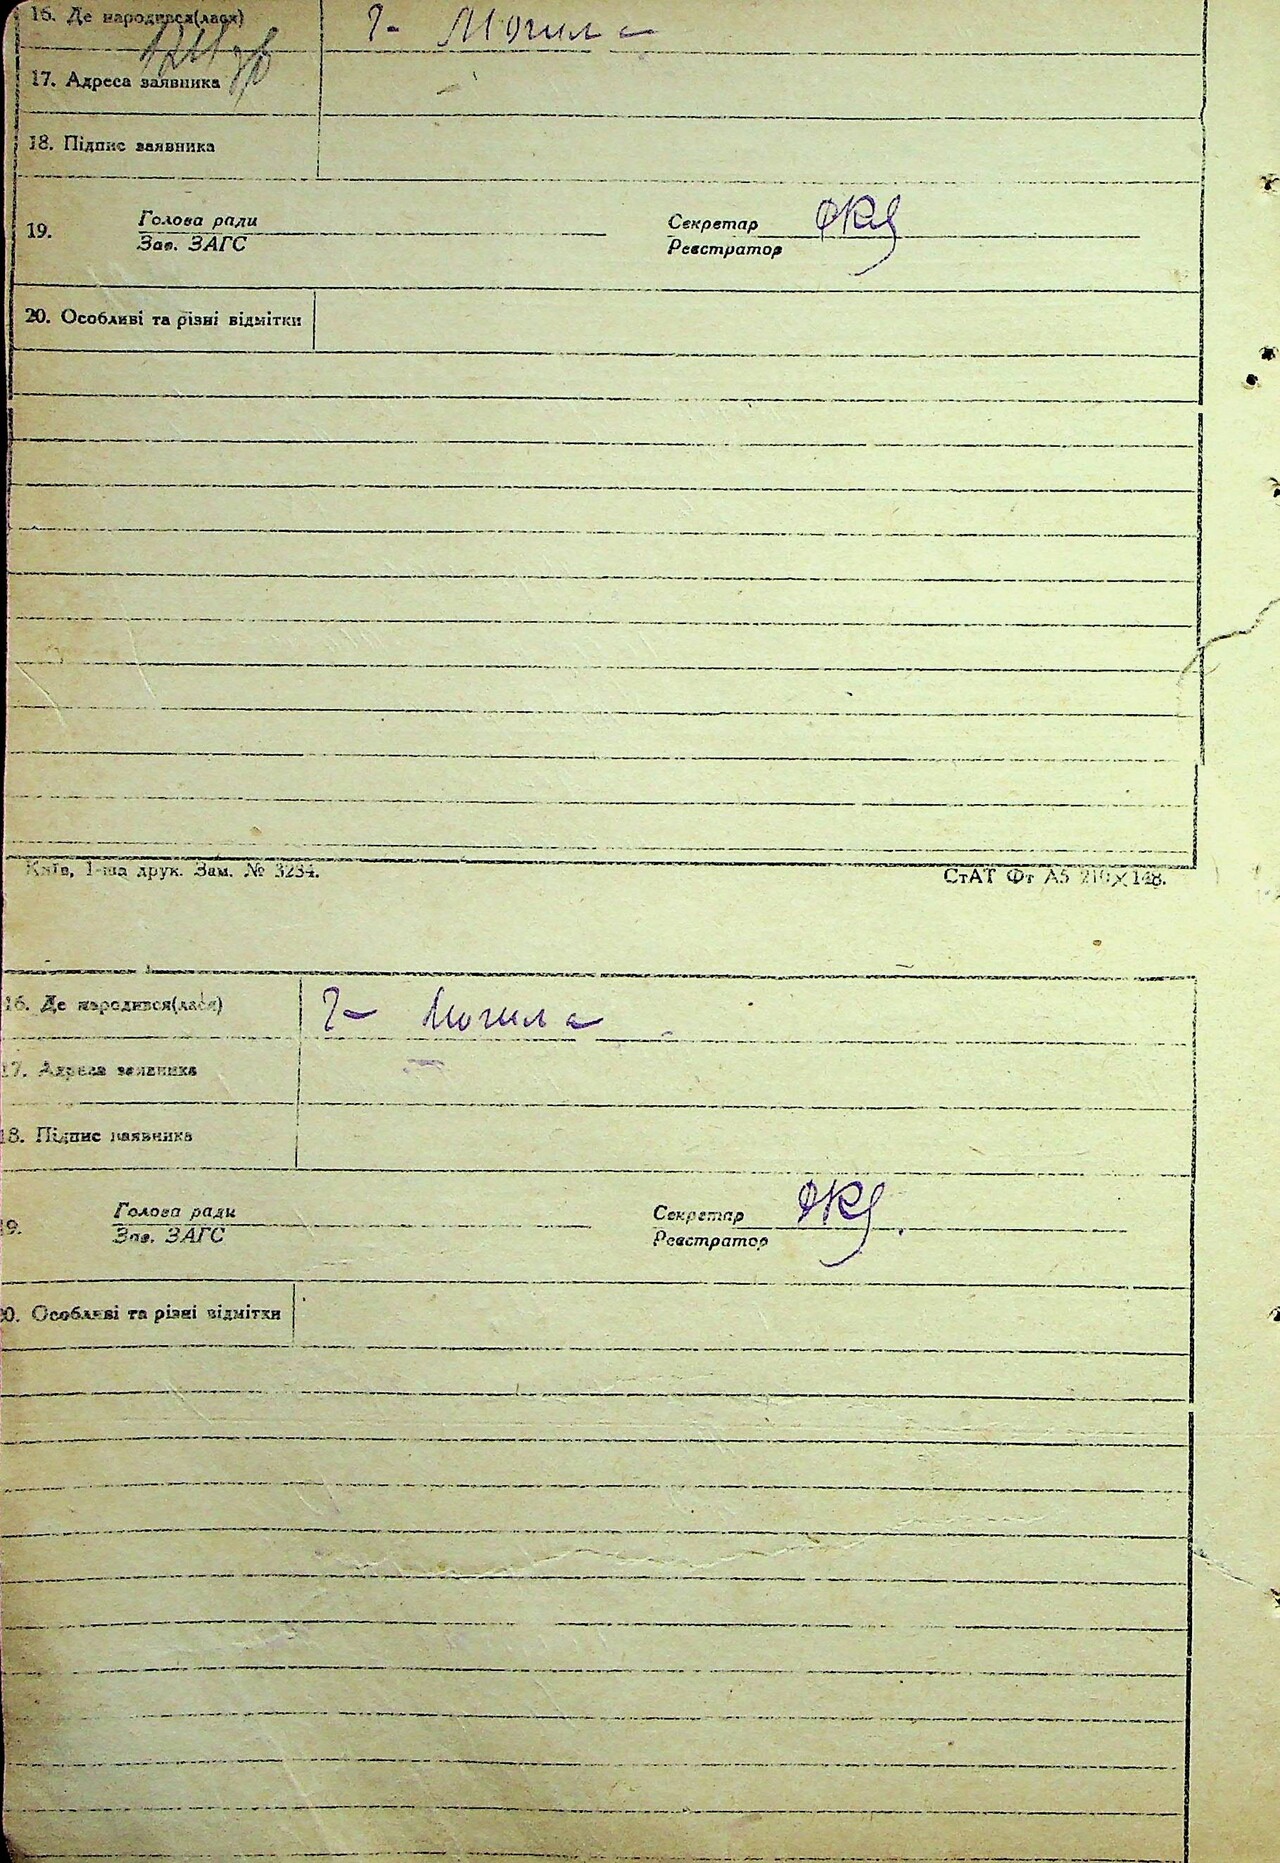 16. Де народився(лася) Г- Могила
17. Адреса заявника
18. Підпис заявника
19. Голова ради Секретар
Зав. ЗАГС Реєстратор
20. Особливі та різні відмітки
Київ, 1-ша друк. Зам. № 3234. СтАТ Фт А5 210×148.
16. Де народився(лася) Г- Могила
17. Адреса заявника
18. Підпис заявника
19. Голова ради Секретар
Зав. ЗАГС Реєстратор
20. Особливі та різні відмітки